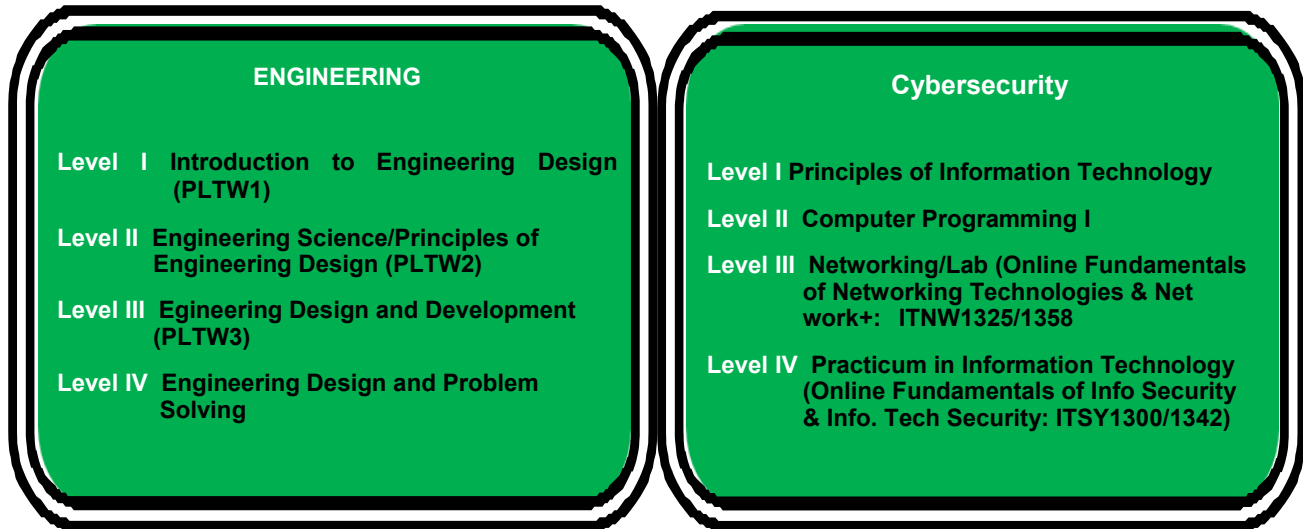 ENGINEERING
Level I Introduction to Engineering Design
(PLTW1)
Level II Engineering Science/Principles of
Engineering Design (PLTW2)
Level III Egineering Design and Development
(PLTW3)
Level IV Engineering Design and Problem
Solving
Cybersecurity
Level I Principles of Information Technology
Level II Computer Programming I
Level III Networking/Lab (Online Fundamentals
of Networking Technologies & Net
work+: ITNW1325/1358
Level IV Practicum in Information Technology
(Online Fundamentals of Info Security
& Info. Tech Security: ITSY1300/1342)